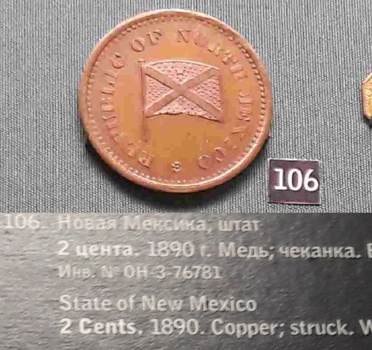 REPUBLIC OF NORTH MEXICO
106
106. Новая Мексика, штат
2 цента. 1890 г. Медь; чеканка.
Инв. № ОН-З-76781
State of New Mexico
2 Cents. 1890. Copper; struck. W